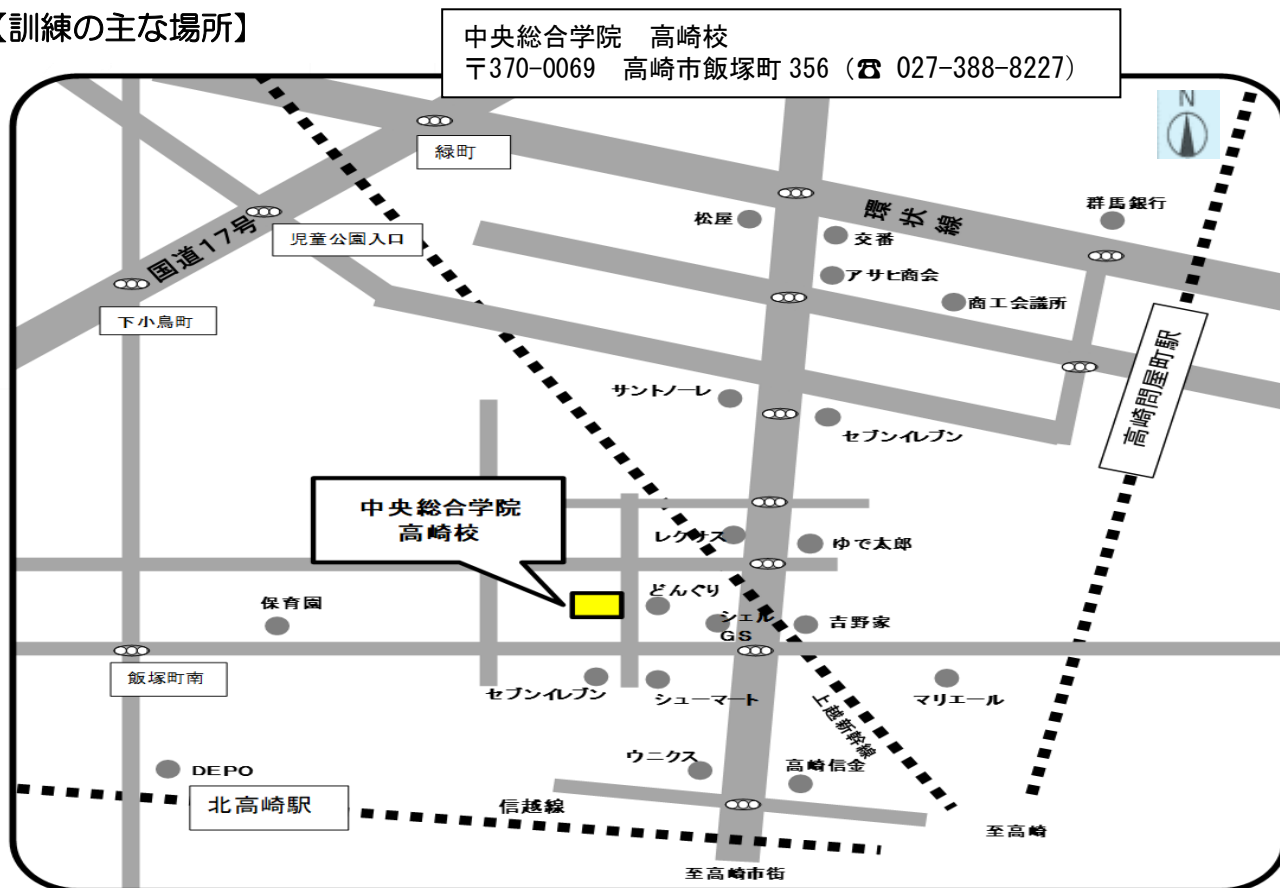 【訓練の主な場所】
中央総合学院　高崎校
〒370-0069　高崎市飯塚町 356（☎ 027-388-8227）
N
緑町
群馬銀行
松屋
環状線
交番
国道17号
児童公園入口
アサヒ商会
商工会議所
下小鳥町
高崎問屋町駅
サントノーレ
セブンイレブン
中央総合学院
高崎校
レクサス
ゆで太郎
どんぐり
保育園
シェル
GS
吉野家
飯塚町南
セブンイレブン
シューマート
マリエール
上越新幹線
ウニクス
高崎信金
DEPO
北高崎駅
信越線
至高崎
至高崎市街